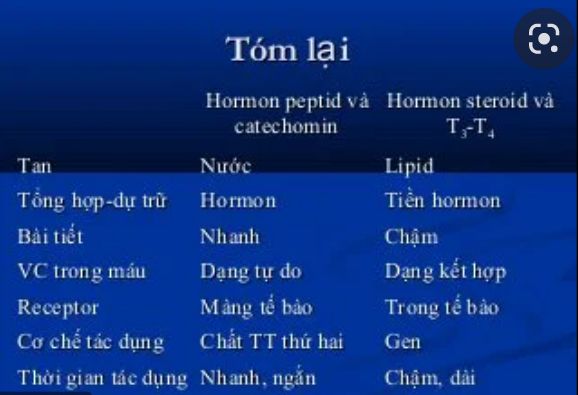 Tóm lại
Hormon peptid và Hormon steroid và
catechomin T3-T4
Tan Nước Lipid
Tổng hợp-dự trữ Hormon Tiền hormon
Bài tiết Nhanh Chậm
VC trong máu Dạng tự do Dạng kết hợp
Receptor Màng tế bào Trong tế bào
Cơ chế tác dụng Chất TT thứ hai Gen
Thời gian tác dụng Nhanh, ngắn Chậm, dài